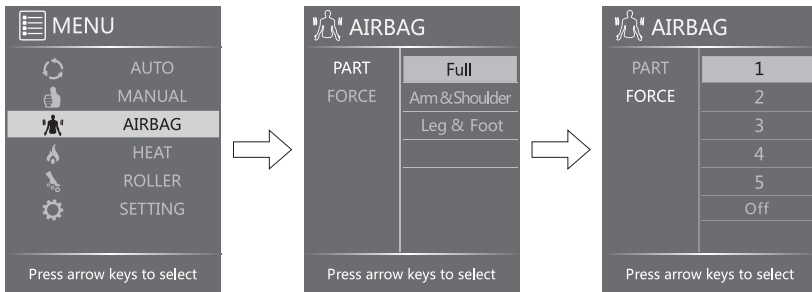 MENU
AUTO
MANUAL
AIRBAG
HEAT
ROLLER
SETTING
Press arrow keys to select
AIRBAG
PART
Full
FORCE
Arm & Shoulder
Leg & Foot
Press arrow keys to select
AIRBAG
PART
1
FORCE
2
3
4
5
Off
Press arrow keys to select